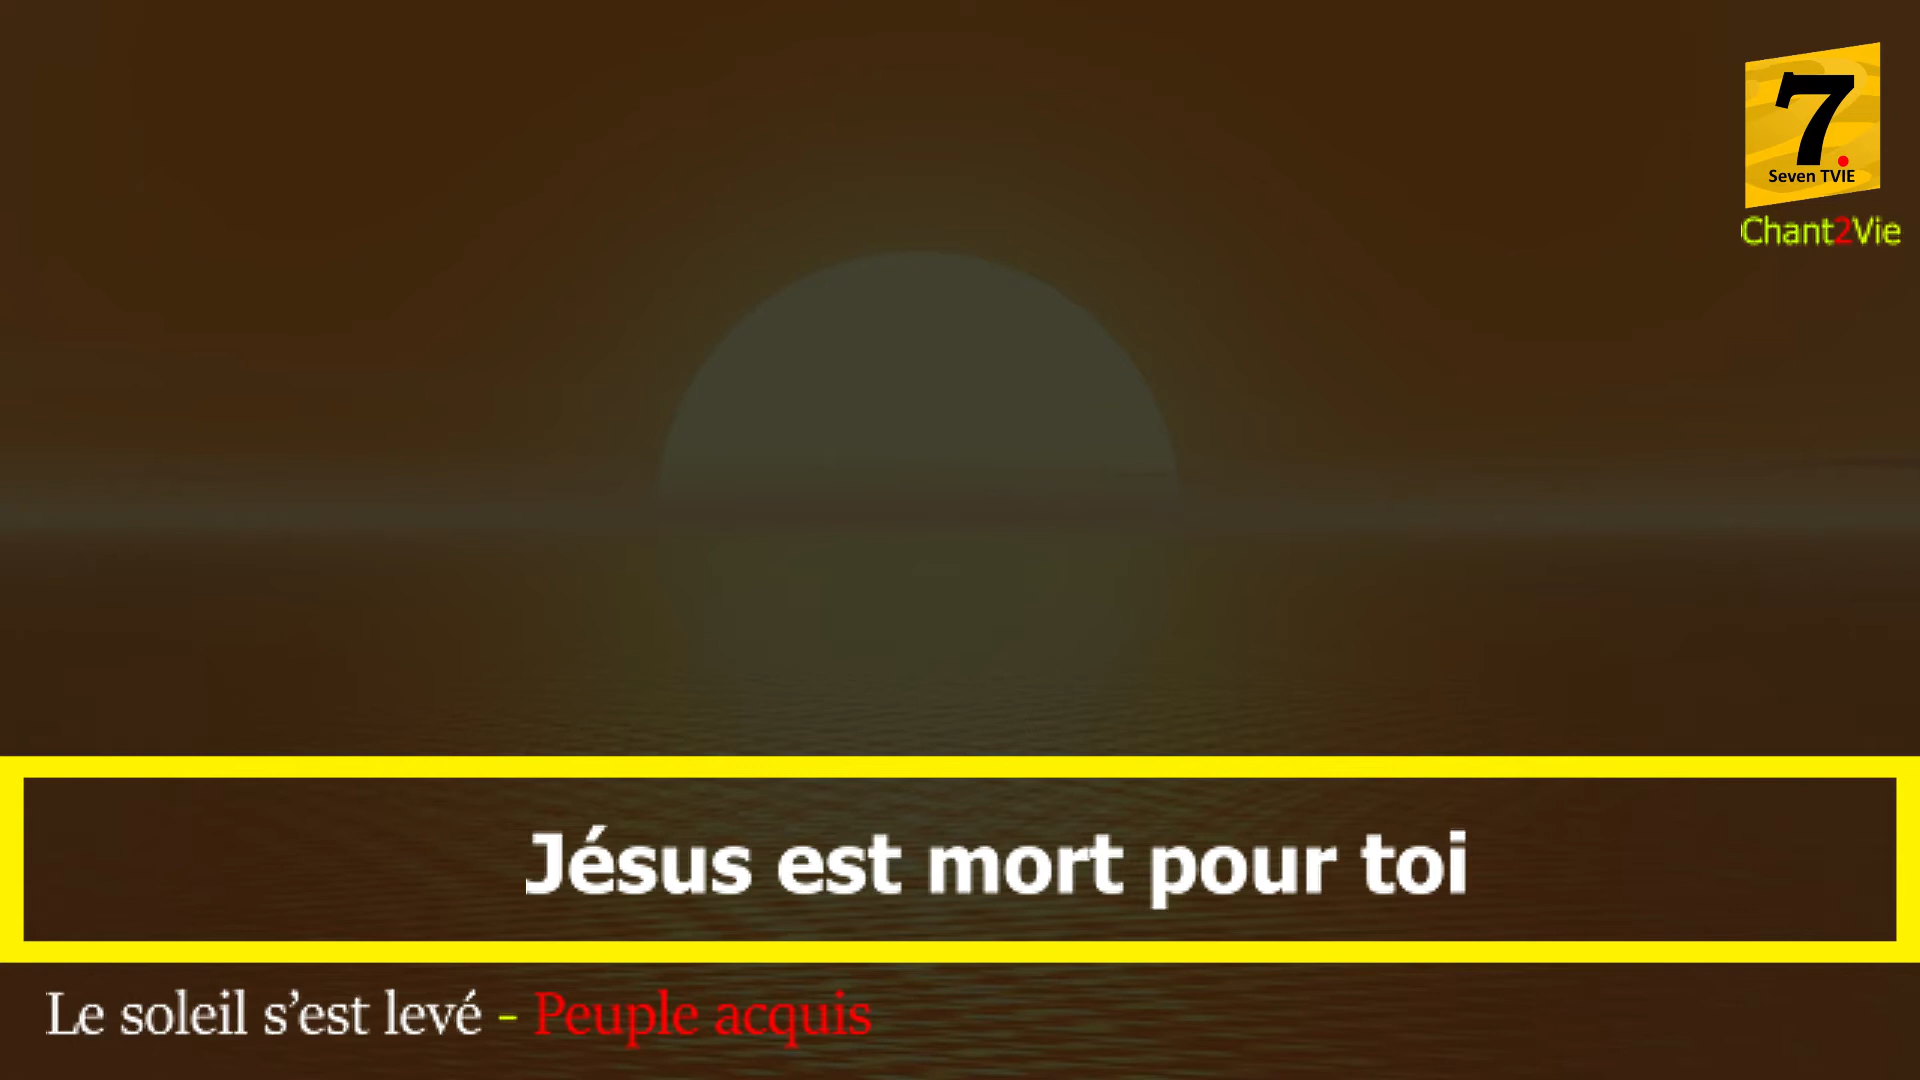 7.
Seven TVIE
Chant2Vie
Jésus est mort pour toi
Le soleil s’est levé - Peuple acquis